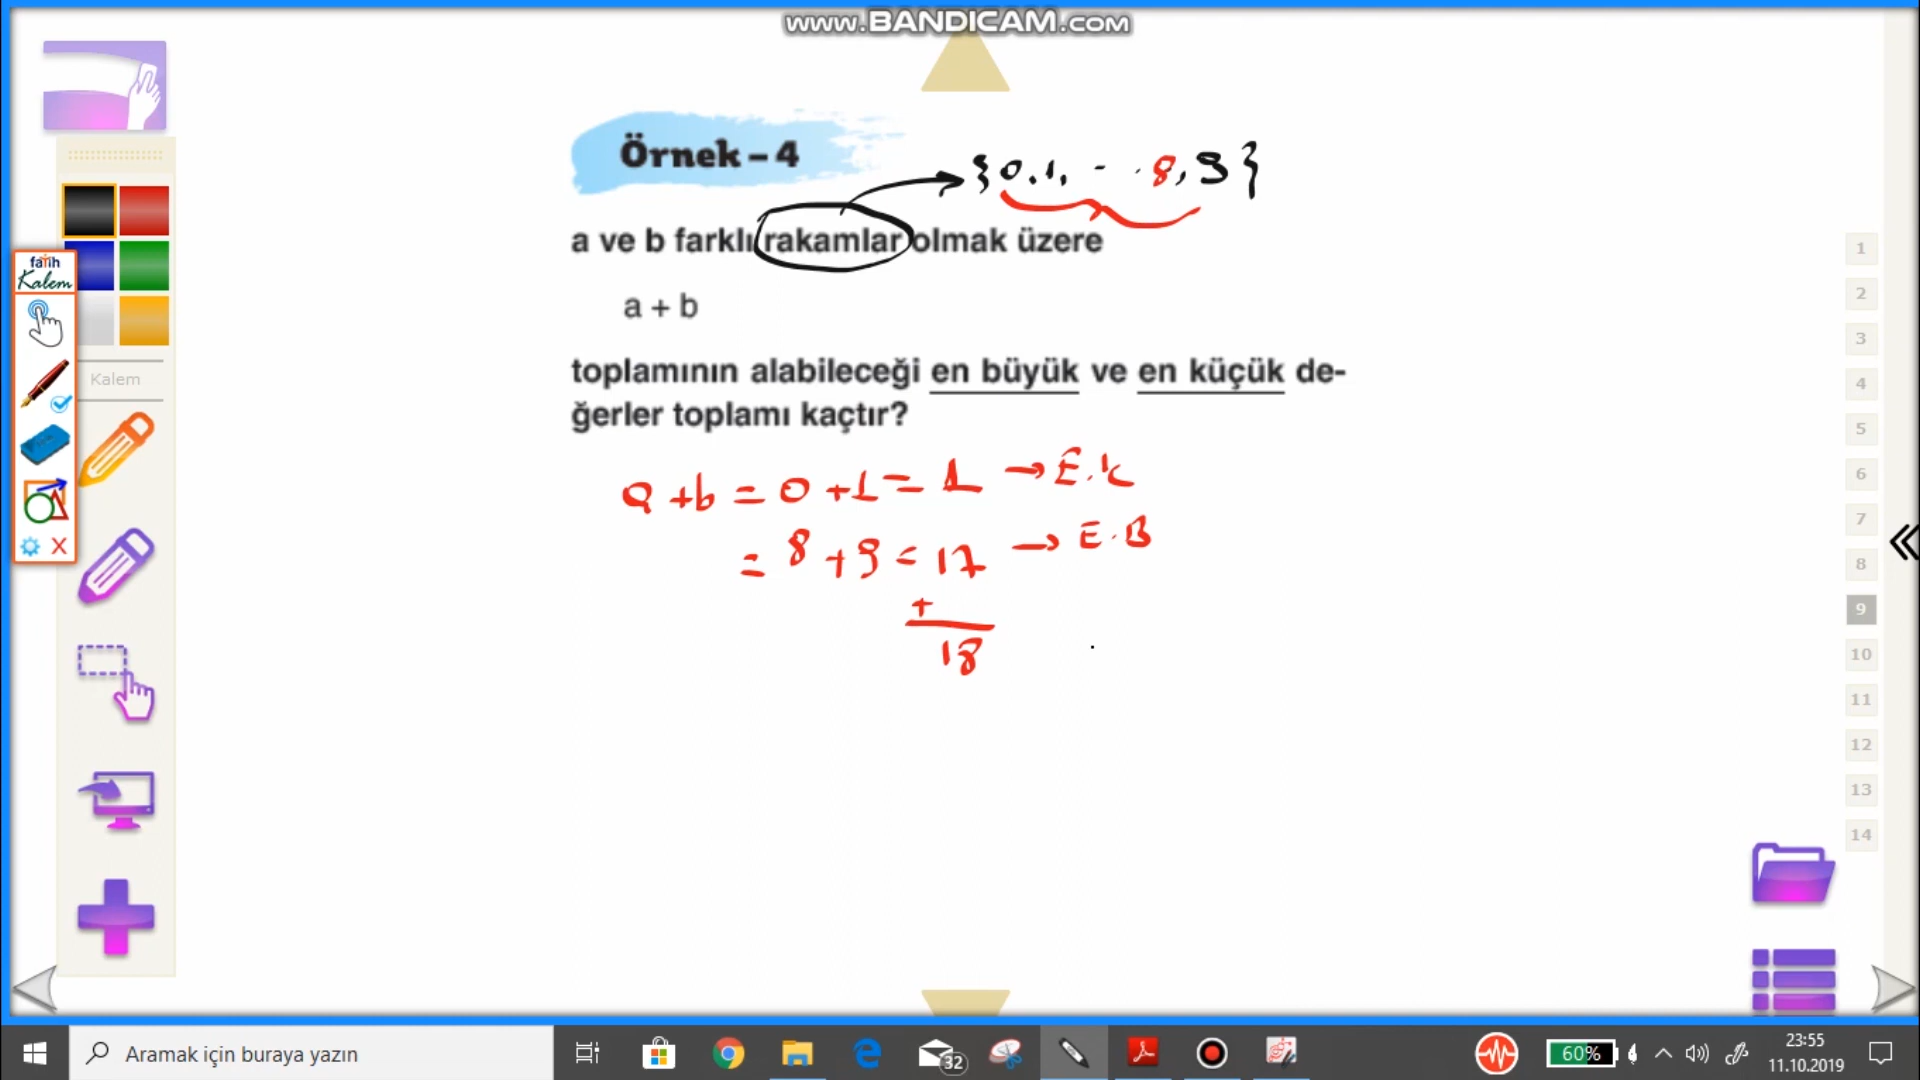 www.BANDICAM.com
Örnek – 4
{0,1, - . 8, 9}
a ve b farklı rakamlar olmak üzere
a + b
toplamının alabileceği en büyük ve en küçük de-
ğerler toplamı kaçtır?
a + b = 0 + 1 = 1 → E.K
= 8 + 9 = 17 → E.B
+
18
fatih
Kalem
Kalem
X
1
2
3
4
5
6
7
8
9
10
11
12
13
14
Aramak için buraya yazın
32
60%
23:55
11.10.2019